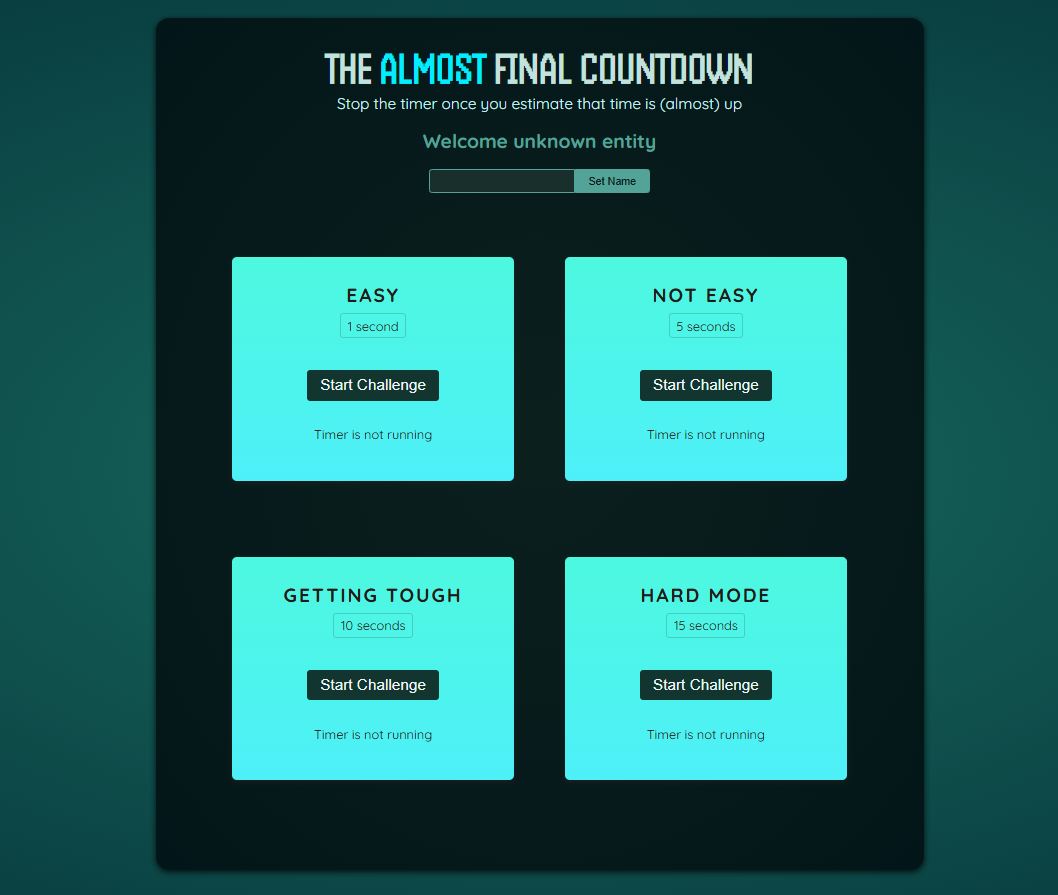 THE ALMOST FINAL COUNTDOWN
Stop the timer once you estimate that time is (almost) up
Welcome unknown entity
Set Name
EASY
1 second
Start Challenge
Timer is not running
NOT EASY
5 seconds
Start Challenge
Timer is not running
GETTING TOUGH
10 seconds
Start Challenge
Timer is not running
HARD MODE
15 seconds
Start Challenge
Timer is not running